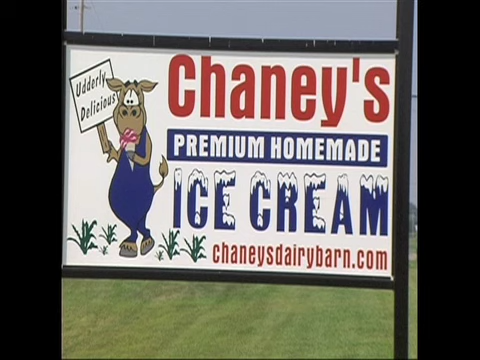 Udderly
Delicious
Chaney's
PREMIUM HOMEMADE
ICE CREAM
chaneysdairybarn.com